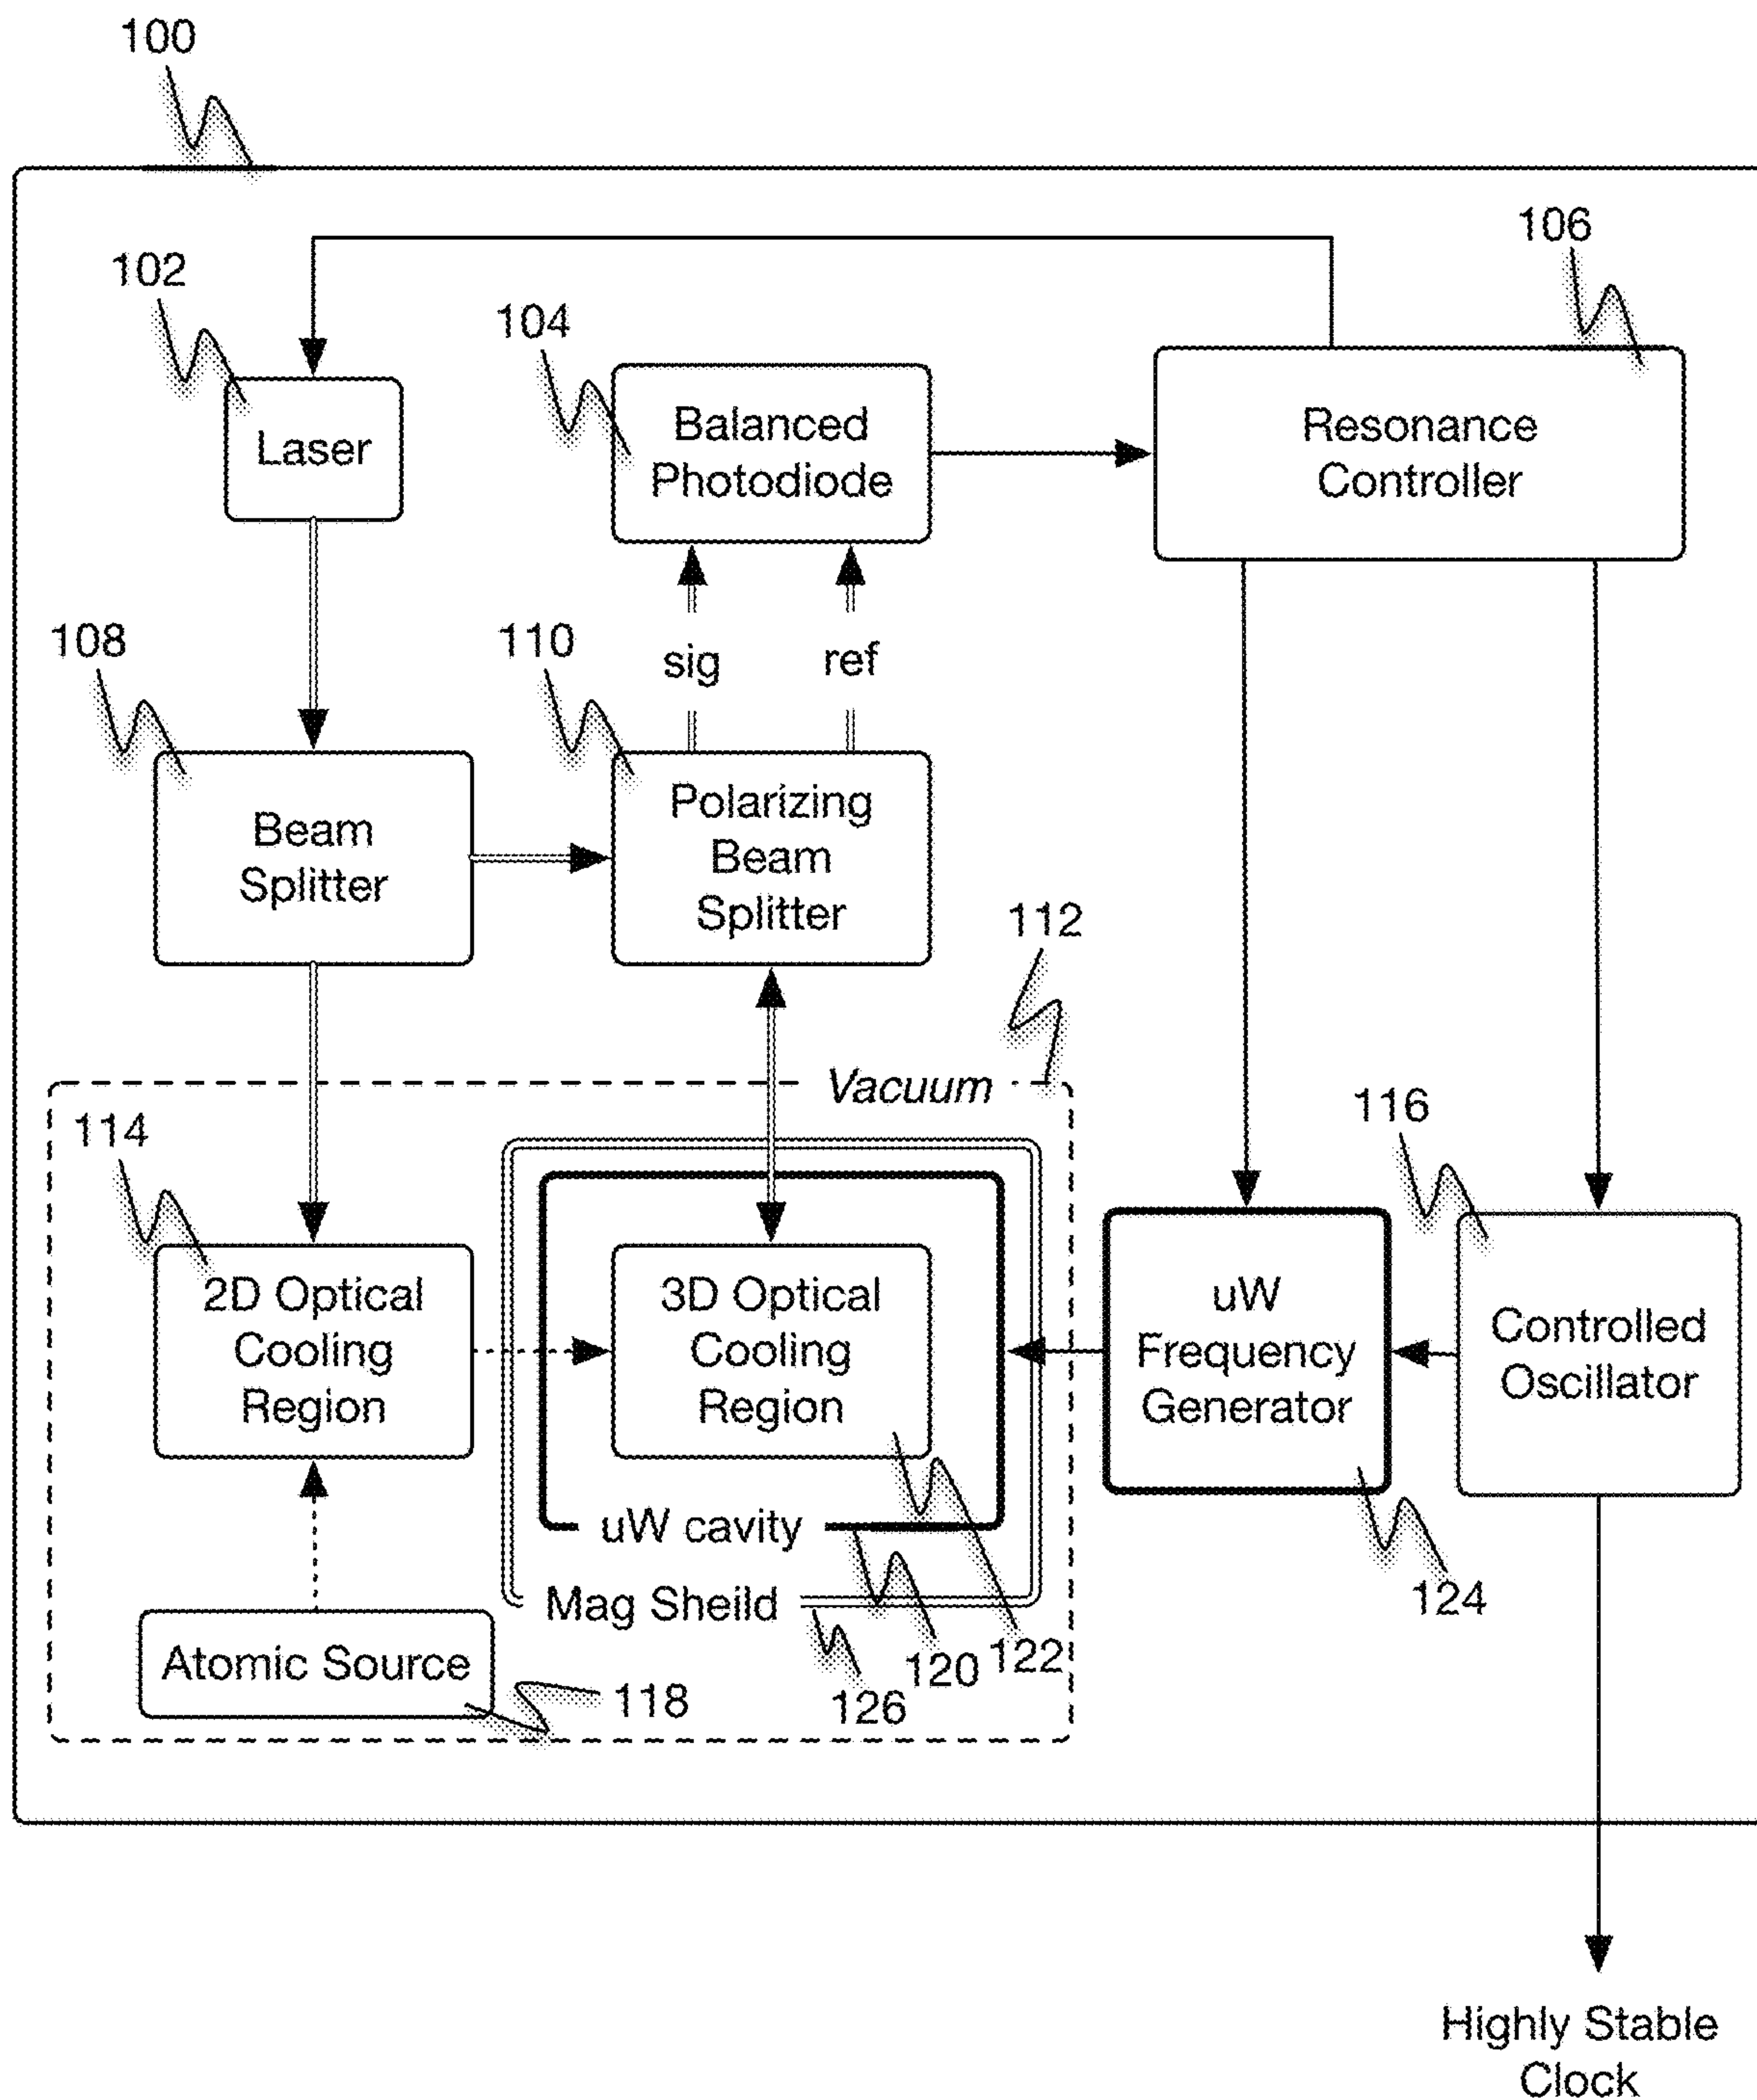 100
106
102
104
Laser
Balanced
Photodiode
Resonance
Controller
108
110
sig
ref
Beam
Splitter
Polarizing
Beam
Splitter
112
Vacuum
114
116
2D Optical
Cooling
Region
3D Optical
Cooling
Region
uW
Frequency
Generator
Controlled
Oscillator
uW cavity
Mag Sheild
124
Atomic Source
118
126
120
122
Highly Stable
Clock